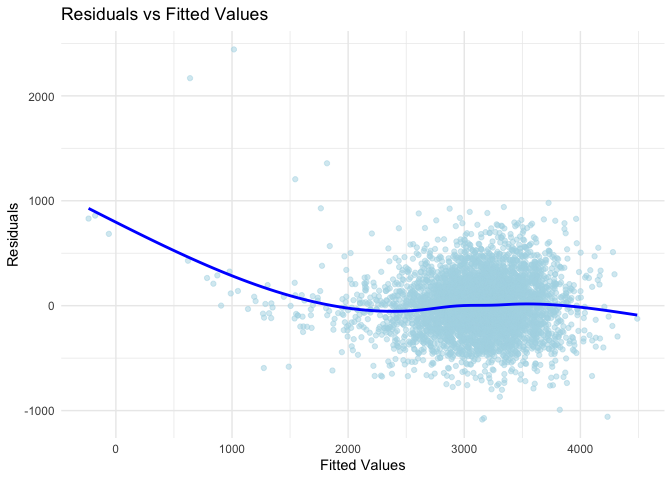 Residuals vs Fitted Values
Residuals
2000
1000
0
-1000
0 1000 2000 3000 4000
Fitted Values